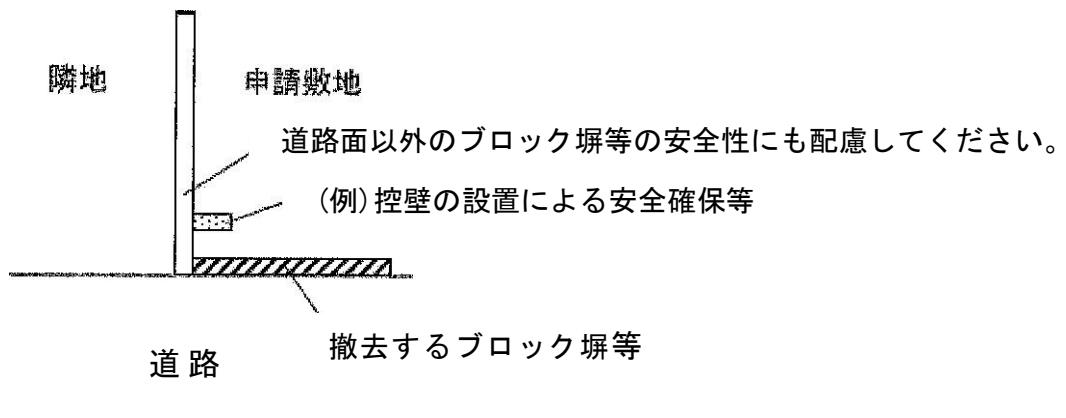 隣地
申請敷地
道路面以外のブロック塀等の安全性にも配慮してください。
(例)控壁の設置による安全確保等
撤去するブロック塀等
道路